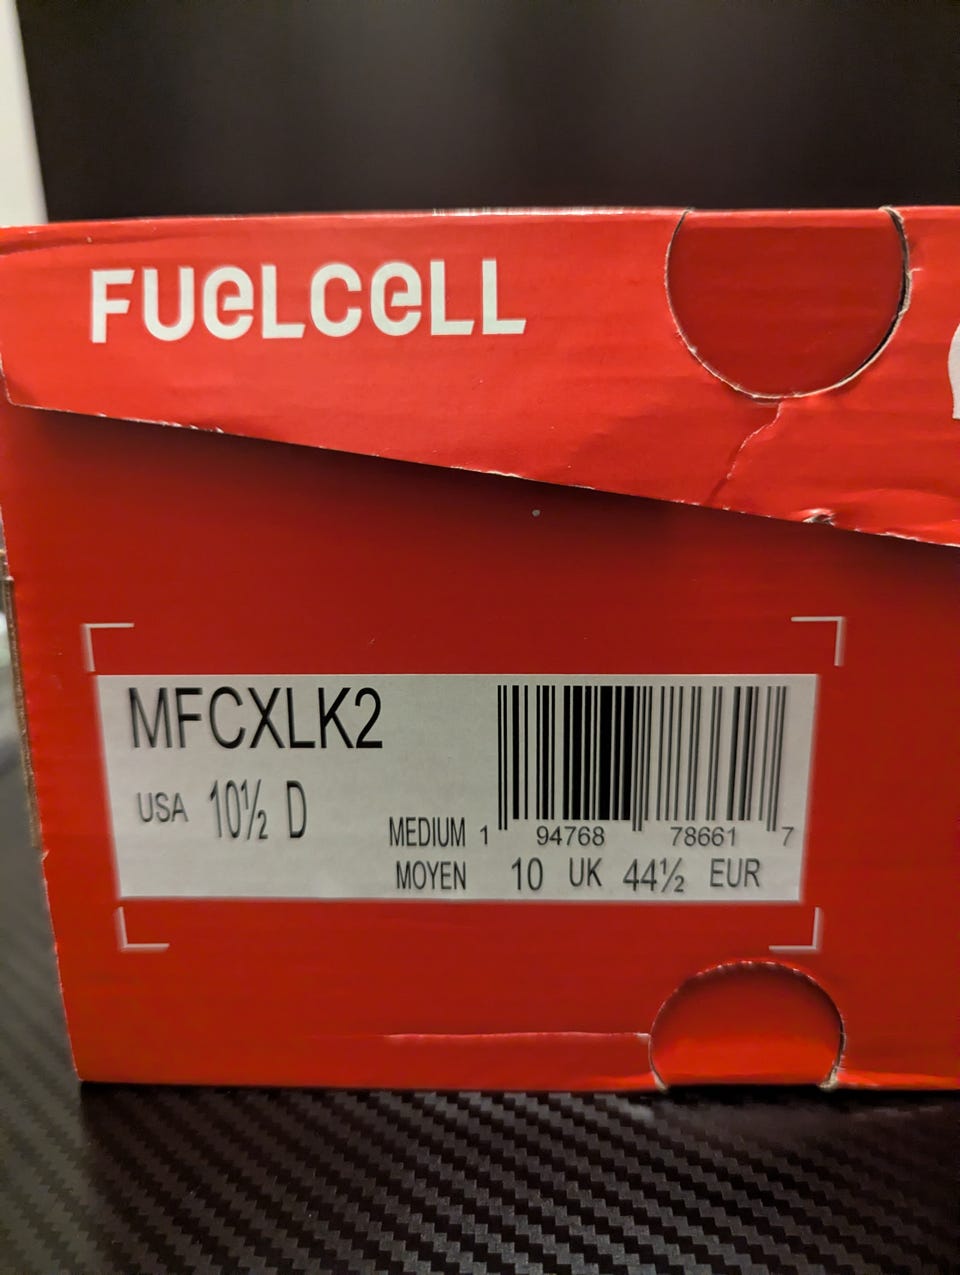 FUeLCeLL
MFCXLK2
USA 10½ D
MEDIUM 1 94768 78661 7
MOYEN 10 UK 44½ EUR